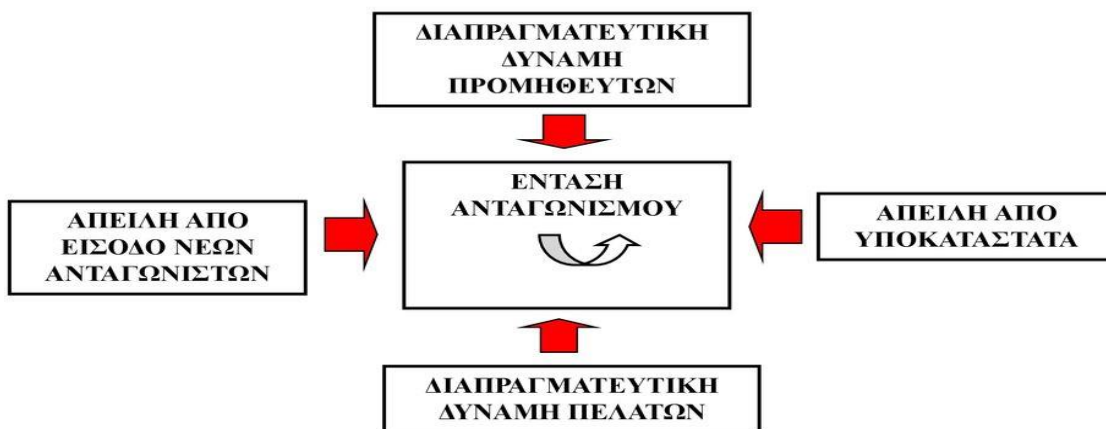 ΔΙΑΠΡΑΓΜΑΤΕΥΤΙΚΗ
ΔΥΝΑΜΗ
ΠΡΟΜΗΘΕΥΤΩΝ
ΕΝΤΑΣΗ
ΑΝΤΑΓΩΝΙΣΜΟΥ
ΑΠΕΙΛΗ ΑΠΟ
ΕΙΣΟΔΟ ΝΕΩΝ
ΑΝΤΑΓΩΝΙΣΤΩΝ
ΑΠΕΙΛΗ ΑΠΟ
ΥΠΟΚΑΤΑΣΤΑΤΑ
ΔΙΑΠΡΑΓΜΑΤΕΥΤΙΚΗ
ΔΥΝΑΜΗ ΠΕΛΑΤΩΝ